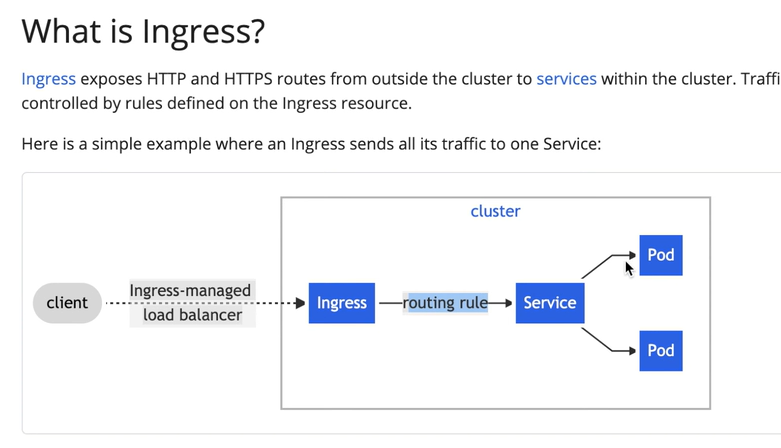 What is Ingress?
Ingress exposes HTTP and HTTPS routes from outside the cluster to services within the cluster.
controlled by rules defined on the Ingress resource.
Here is a simple example where an Ingress sends all its traffic to one Service:
cluster
Pod
Ingress-managed
load balancer
client
Ingress
routing rule
Service
Pod